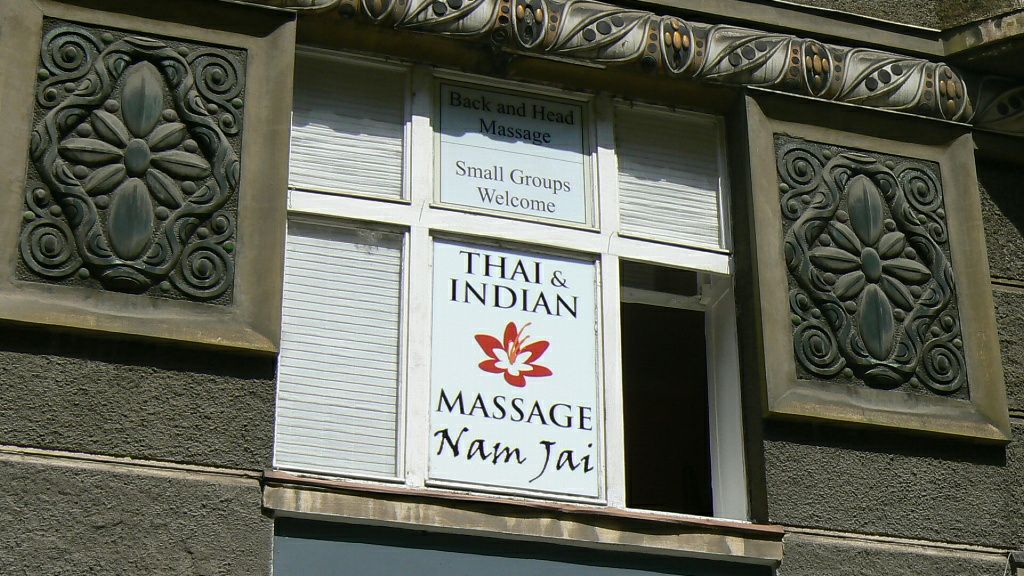 Back and Head
Massage
Small Groups
Welcome
THAI &
INDIAN
MASSAGE
Nam Jai